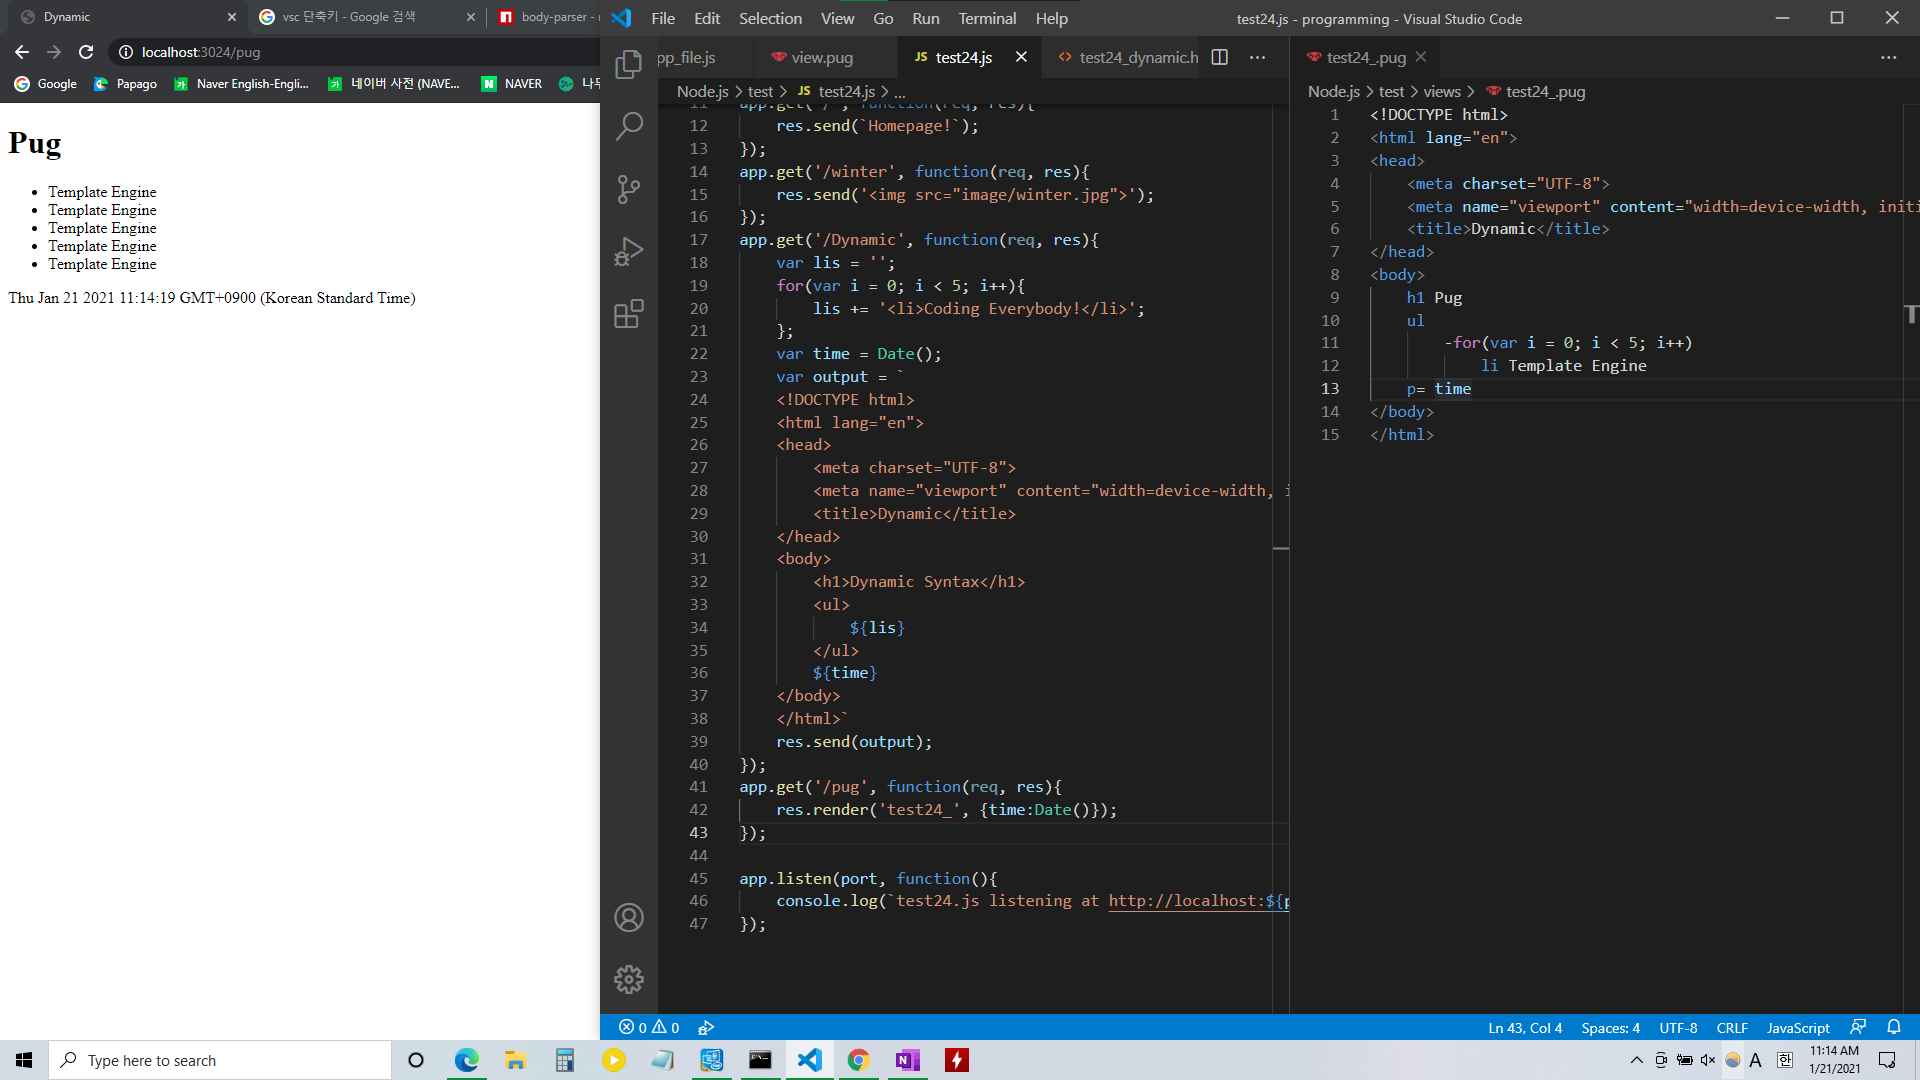 Dynamic
vsc 단축키 - Google 검색
body-parser -
File Edit Selection View Go Run Terminal Help
test24.js - programming - Visual Studio Code
localhost:3024/pug
pp_file.js
view.pug
JS test24.js
test24_dynamic.h
test24_.pug
Google
Papago
Naver English-Engli...
네이버 사전 (NAVE...
NAVER
Node.js > test > JS test24.js > ...
Node.js > test > views > test24_.pug
Pug
Template Engine
Template Engine
Template Engine
Template Engine
Template Engine
Thu Jan 21 2021 11:14:19 GMT+0900 (Korean Standard Time)
11 app.get('/', function(req, res){
12 res.send(`Homepage!`);
13 });
14 app.get('/winter', function(req, res){
15 res.send('<img src="image/winter.jpg">');
16 });
17 app.get('/Dynamic', function(req, res){
18 var lis = '';
19 for(var i = 0; i < 5; i++){
20 lis += '<li>Coding Everybody!</li>';
21 };
22 var time = Date();
23 var output = `
24 <!DOCTYPE html>
25 <html lang="en">
26 <head>
27 <meta charset="UTF-8">
28 <meta name="viewport" content="width=device-width, i
29 <title>Dynamic</title>
30 </head>
31 <body>
32 <h1>Dynamic Syntax</h1>
33 <ul>
34 ${lis}
35 </ul>
36 ${time}
37 </body>
38 </html>`
39 res.send(output);
40 });
41 app.get('/pug', function(req, res){
42 res.render('test24_', {time:Date()});
43 });
44
45 app.listen(port, function(){
46 console.log(`test24.js listening at http://localhost:${p
47 });
1 <!DOCTYPE html>
2 <html lang="en">
3 <head>
4 <meta charset="UTF-8">
5 <meta name="viewport" content="width=device-width, initi
6 <title>Dynamic</title>
7 </head>
8 <body>
9 h1 Pug
10 ul
11 -for(var i = 0; i < 5; i++)
12 li Template Engine
13 p= time
14 </body>
15 </html>
0 0
Ln 43, Col 4 Spaces: 4 UTF-8 CRLF JavaScript
Type here to search
A 한
11:14 AM
1/21/2021